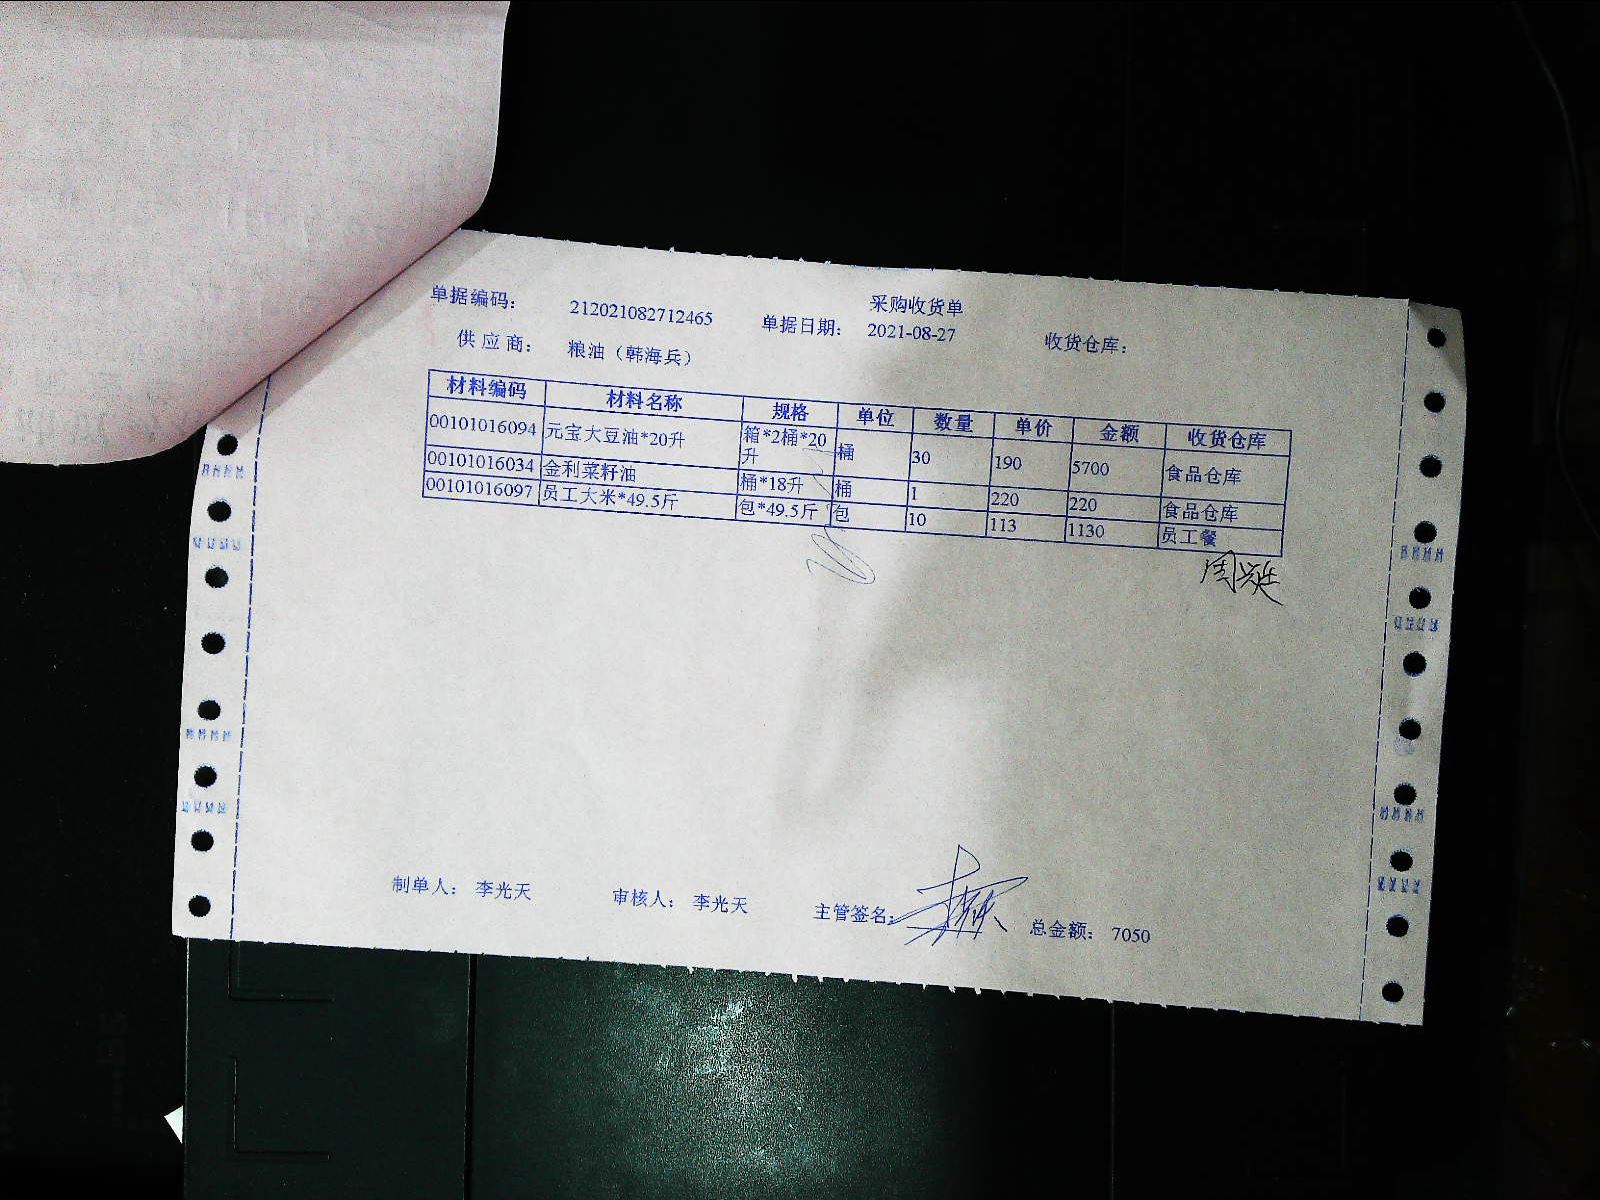 采购收货单
单据编码: 212021082712465 单据日期: 2021-08-27 收货仓库:
供应商: 粮油（韩海兵）
材料编码 材料名称 规格 单位 数量 单价 金额 收货仓库
00101016094 元宝大豆油*20升 箱*2桶*20升 桶 30 190 5700 食品仓库
00101016034 金利菜籽油 桶*18升 桶 1 220 220 食品仓库
00101016097 员工大米*49.5斤 包*49.5斤 包 10 113 1130 员工餐
制单人: 李光天 审核人: 李光天 主管签名: 总金额: 7050